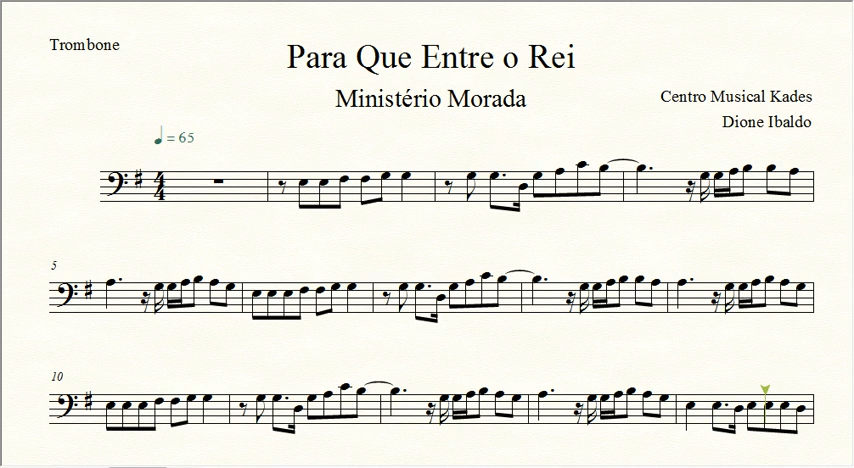 Trombone
Para Que Entre o Rei
Ministério Morada
Centro Musical Kades
Dione Ibaldo
= 65
4
4
5
10